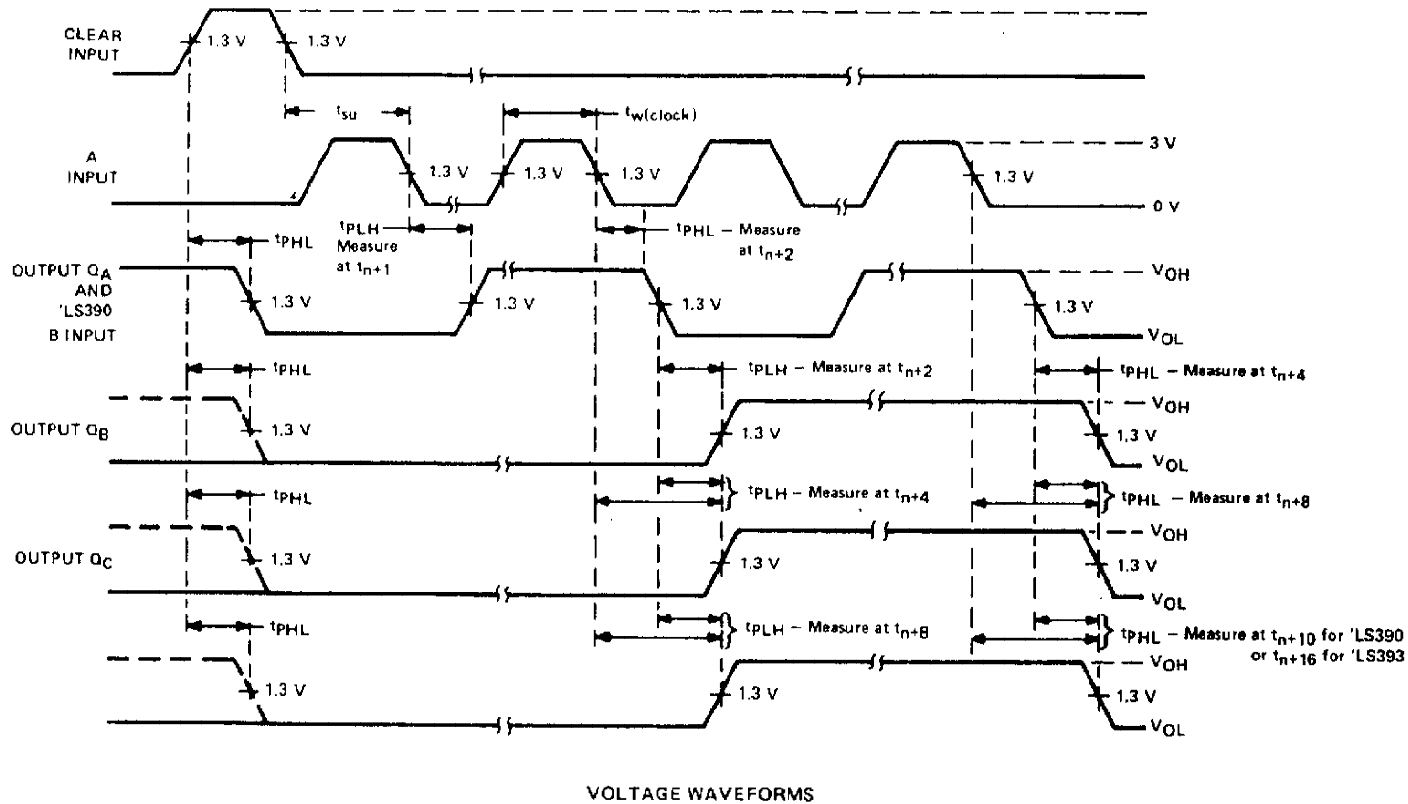 CLEAR
INPUT
1.3 V
1.3 V
tsu
tw(clock)
A
INPUT
1.3 V
1.3 V
1.3 V
1.3 V
3 V
0 V
tPHL
tPLH
Measure
at tn+1
tPHL – Measure
at tn+2
OUTPUT QA
AND
'LS390
B INPUT
1.3 V
1.3 V
1.3 V
1.3 V
VOH
VOL
tPHL
tPLH – Measure at tn+2
tPHL – Measure at tn+4
OUTPUT QB
1.3 V
1.3 V
1.3 V
VOH
VOL
tPHL
tPLH – Measure at tn+4
tPHL – Measure at tn+8
OUTPUT QC
1.3 V
1.3 V
1.3 V
VOH
VOL
tPHL
tPLH – Measure at tn+8
tPHL – Measure at tn+10 for 'LS390
or tn+16 for 'LS393
1.3 V
1.3 V
1.3 V
VOH
VOL
VOLTAGE WAVEFORMS